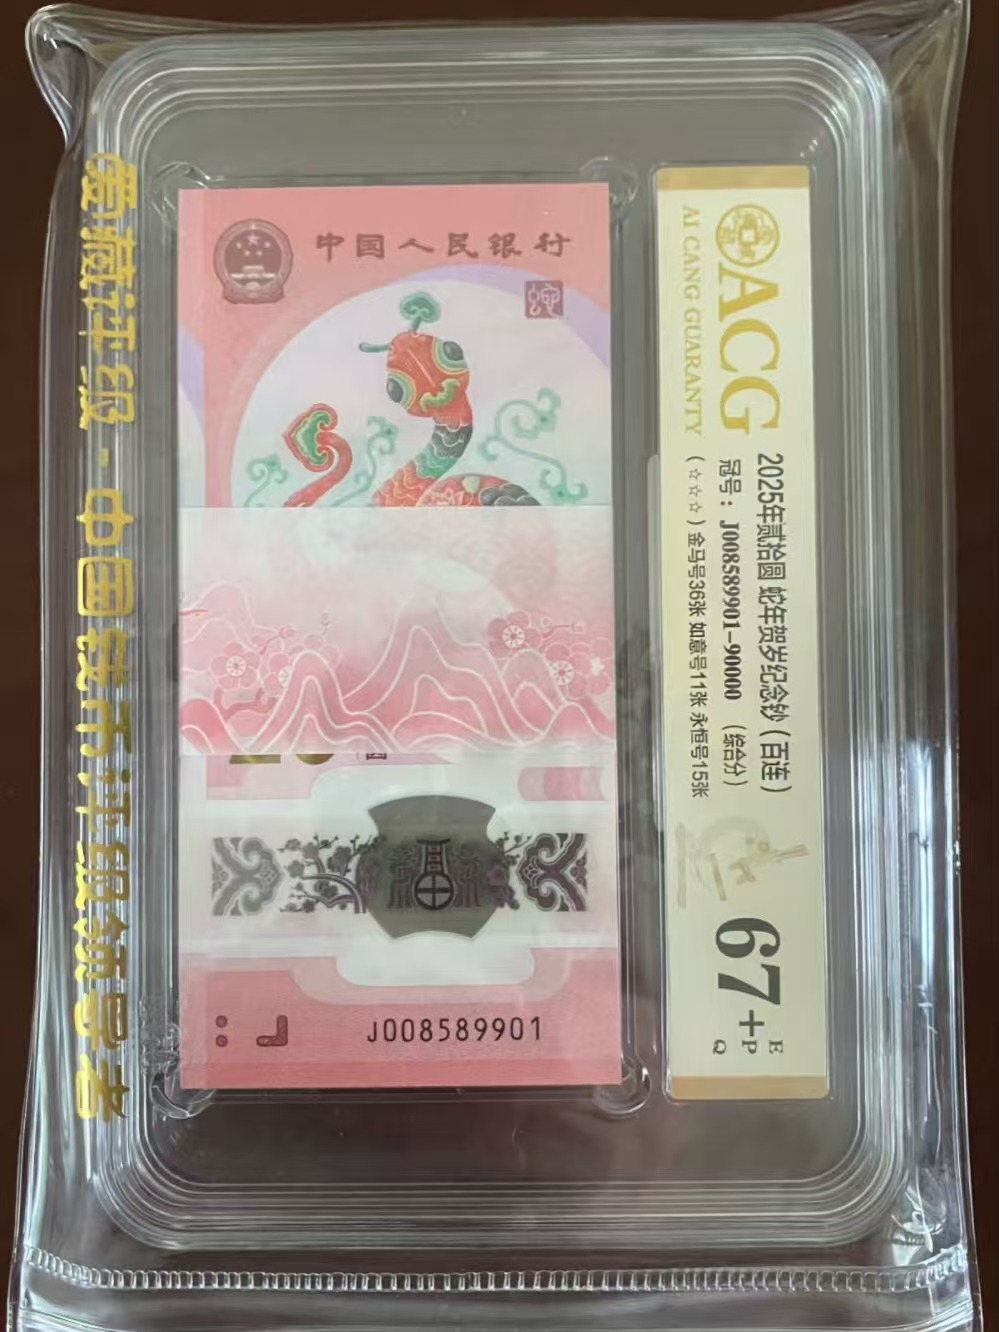 爱藏评级-中国钱币评级领导者
中国人民银行
蛇
J008589901
ACG
AI CANG GUARANTY
2025年贰拾圆 蛇年贺岁纪念钞（百连）
冠号：J008589901-90000 （综合分）
（☆☆☆）金马号36张 如意号11张 永恒号15张
67+
E
P
Q